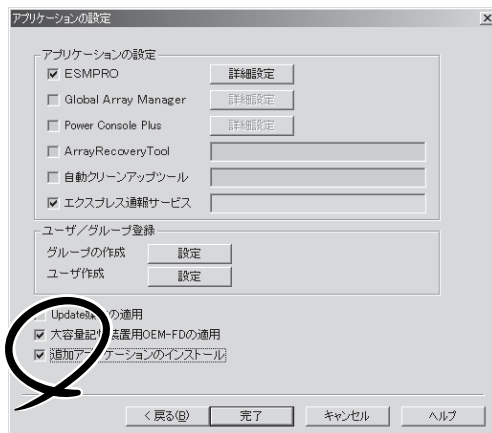 アプリケーションの設定
アプリケーションの設定
ESMPRO 詳細設定
Global Array Manager 詳細設定
Power Console Plus 詳細設定
ArrayRecoveryTool
自動クリーンアップツール
エクスプレス通報サービス
ユーザ/グループ登録
グループの作成 設定
ユーザ作成 設定
Update の適用
大容量記憶装置用OEM-FDの適用
追加アプリケーションのインストール
< 戻る(B) 完了 キャンセル ヘルプ